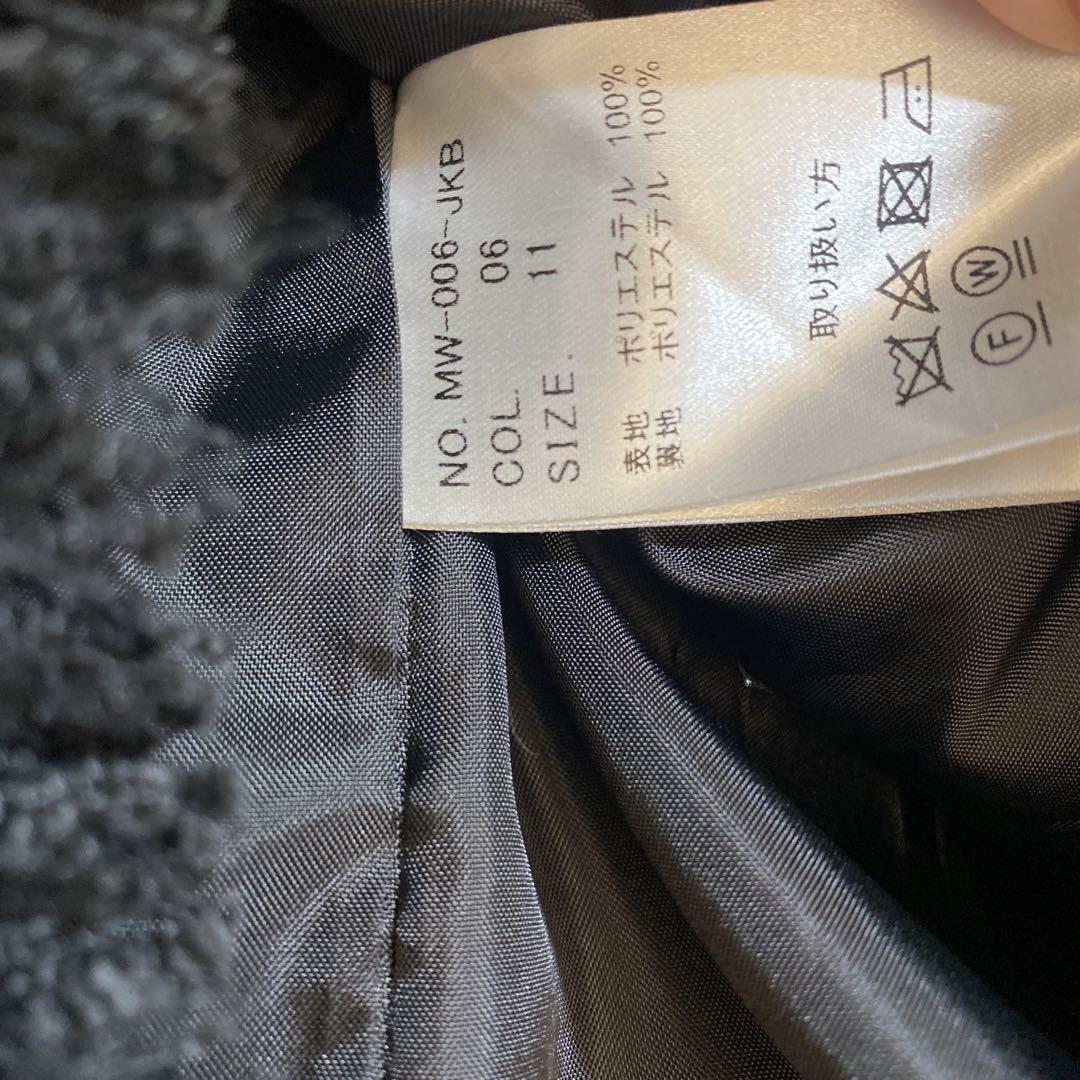 NO. MW-006-JKB
COL. 06
SIZE. 11
表地 ポリエステル 100%
裏地 ポリエステル 100%
取り扱い方
W
F